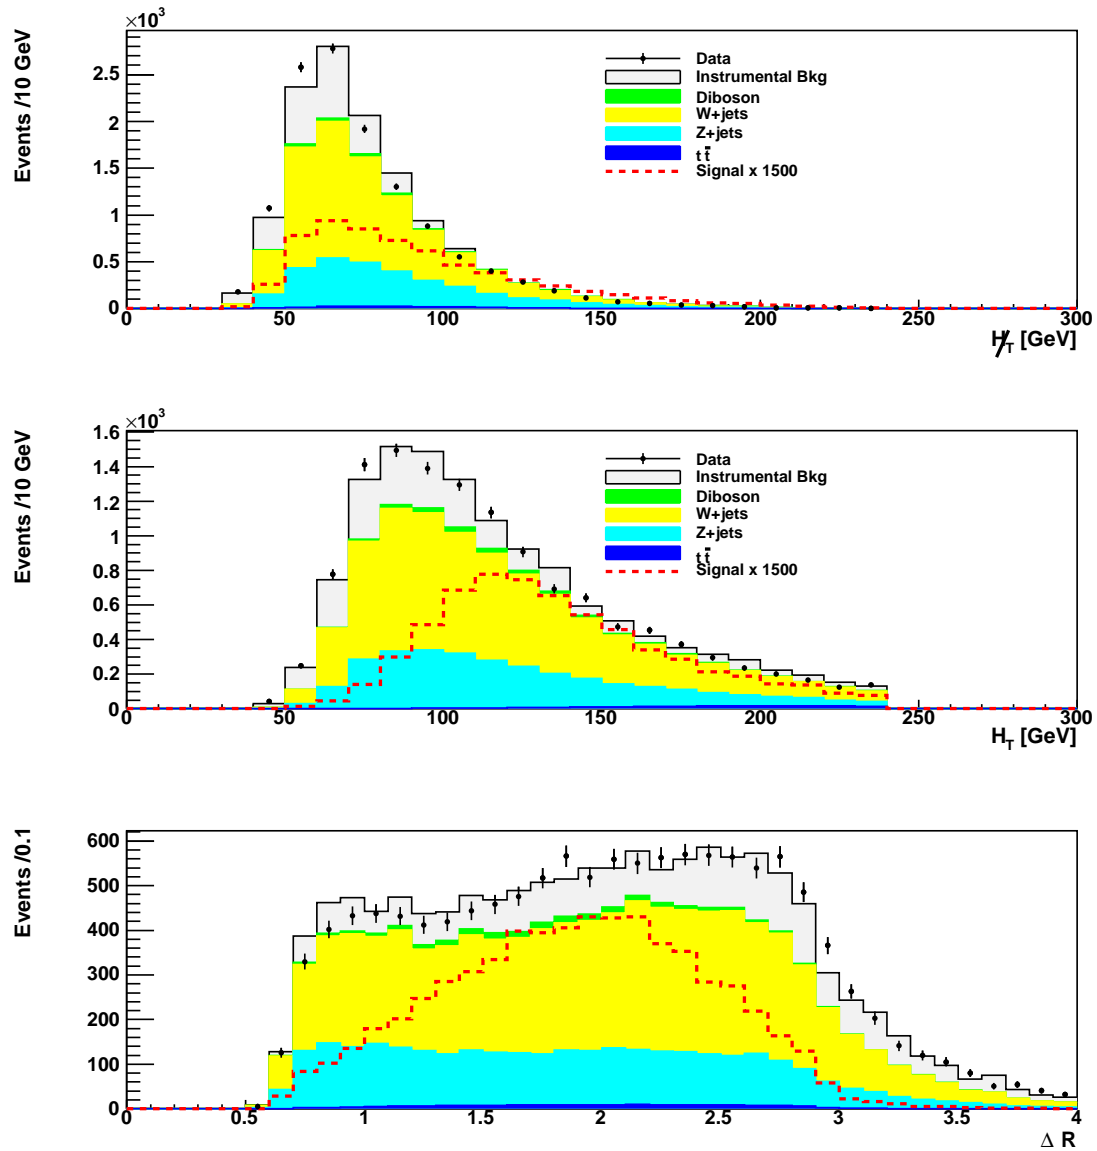 ×10³
Events /10 GeV
2.5
2
1.5
1
0.5
0
0 50 100 150 200 250 300
H̸_T [GeV]
Data
Instrumental Bkg
Diboson
W+jets
Z+jets
t t̄
Signal x 1500
×10³
Events /10 GeV
1.6
1.4
1.2
1
0.8
0.6
0.4
0.2
0
0 50 100 150 200 250 300
H_T [GeV]
Data
Instrumental Bkg
Diboson
W+jets
Z+jets
t t̄
Signal x 1500
Events /0.1
600
500
400
300
200
100
0
0 0.5 1 1.5 2 2.5 3 3.5 4
Δ R